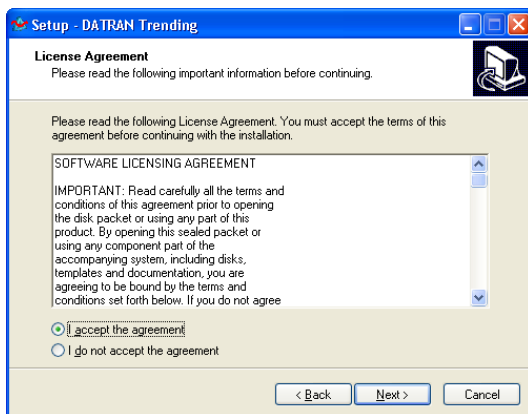 Setup - DATRAN Trending
License Agreement
Please read the following important information before continuing.
Please read the following License Agreement. You must accept the terms of this
agreement before continuing with the installation.
SOFTWARE LICENSING AGREEMENT
IMPORTANT: Read carefully all the terms and
conditions of this agreement prior to opening
the disk packet or using any part of this
product. By opening this sealed packet or
using any component part of the
accompanying system, including disks,
templates and documentation, you are
agreeing to be bound by the terms and
conditions set forth below. If you do not agree
I accept the agreement
I do not accept the agreement
< Back Next > Cancel